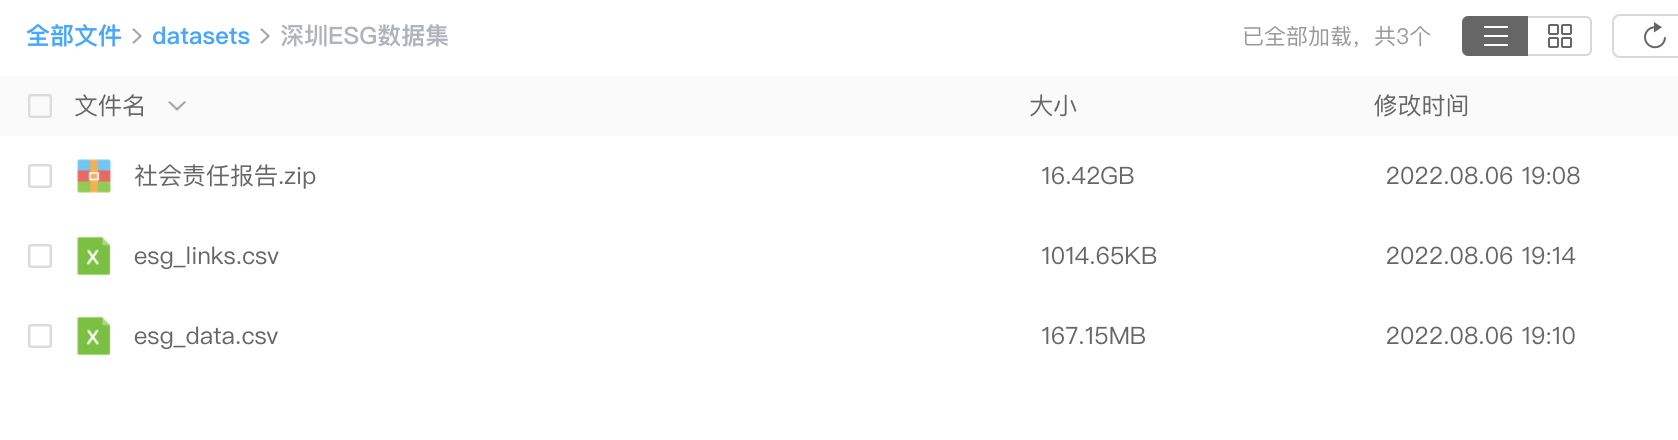 全部文件 > datasets > 深圳ESG数据集 已全部加载，共3个
文件名 大小 修改时间
社会责任报告.zip 16.42GB 2022.08.06 19:08
esg_links.csv 1014.65KB 2022.08.06 19:14
esg_data.csv 167.15MB 2022.08.06 19:10